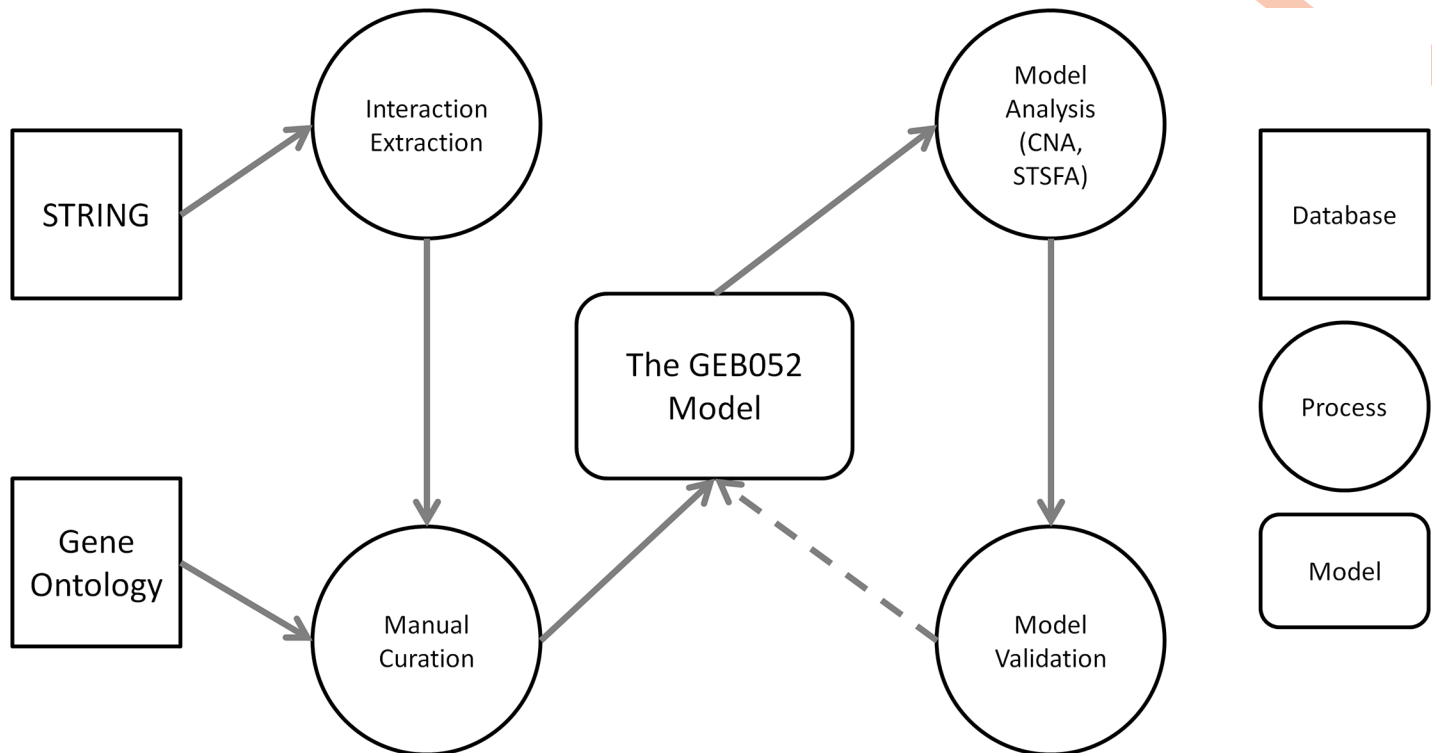 Interaction
Extraction
Model
Analysis
(CNA,
STSFA)
STRING
Database
The GEB052
Model
Process
Gene
Ontology
Manual
Curation
Model
Validation
Model